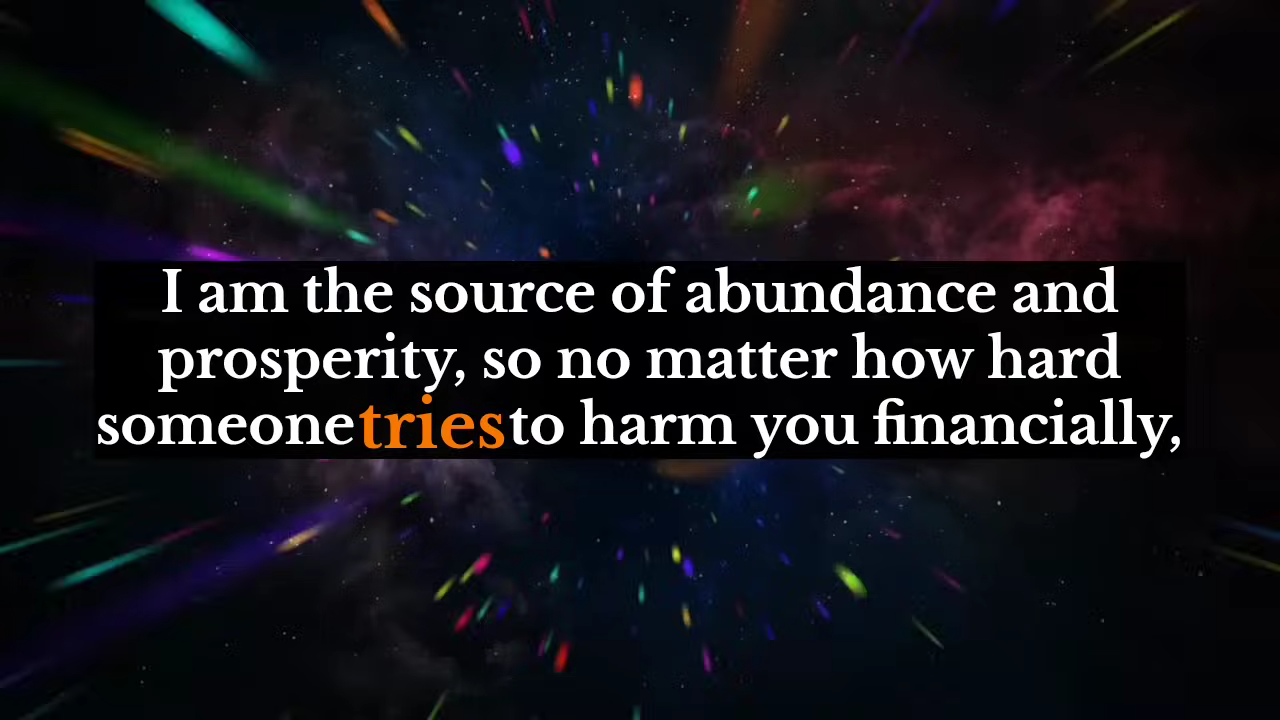 I am the source of abundance and
prosperity, so no matter how hard
someone tries to harm you financially,